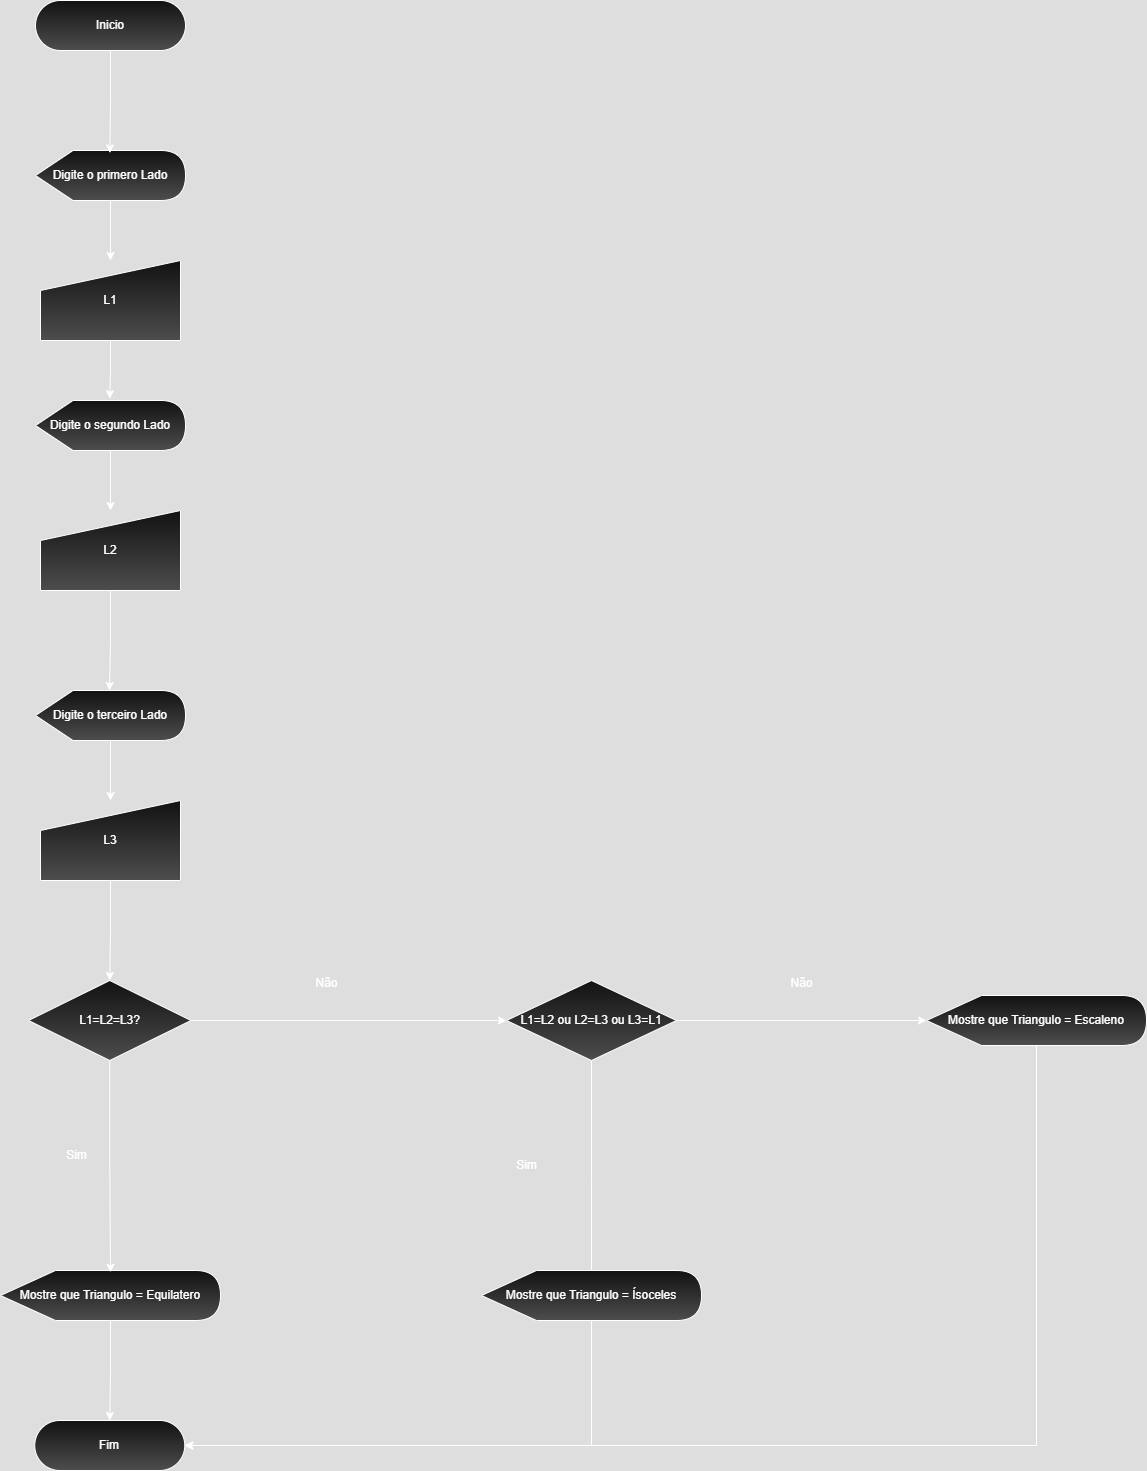 Inicio
Digite o primero Lado
L1
Digite o segundo Lado
L2
Digite o terceiro Lado
L3
Não
Não
L1=L2=L3?
L1=L2 ou L2=L3 ou L3=L1
Mostre que Triangulo = Escaleno
Sim
Sim
Mostre que Triangulo = Equilatero
Mostre que Triangulo = Ísoceles
Fim